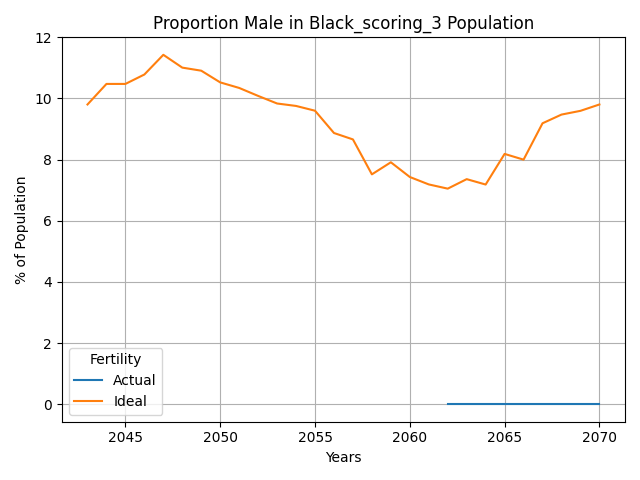 Proportion Male in Black_scoring_3 Population
% of Population
12
10
8
6
4
2
0
Fertility
Actual
Ideal
2045 2050 2055 2060 2065 2070
Years